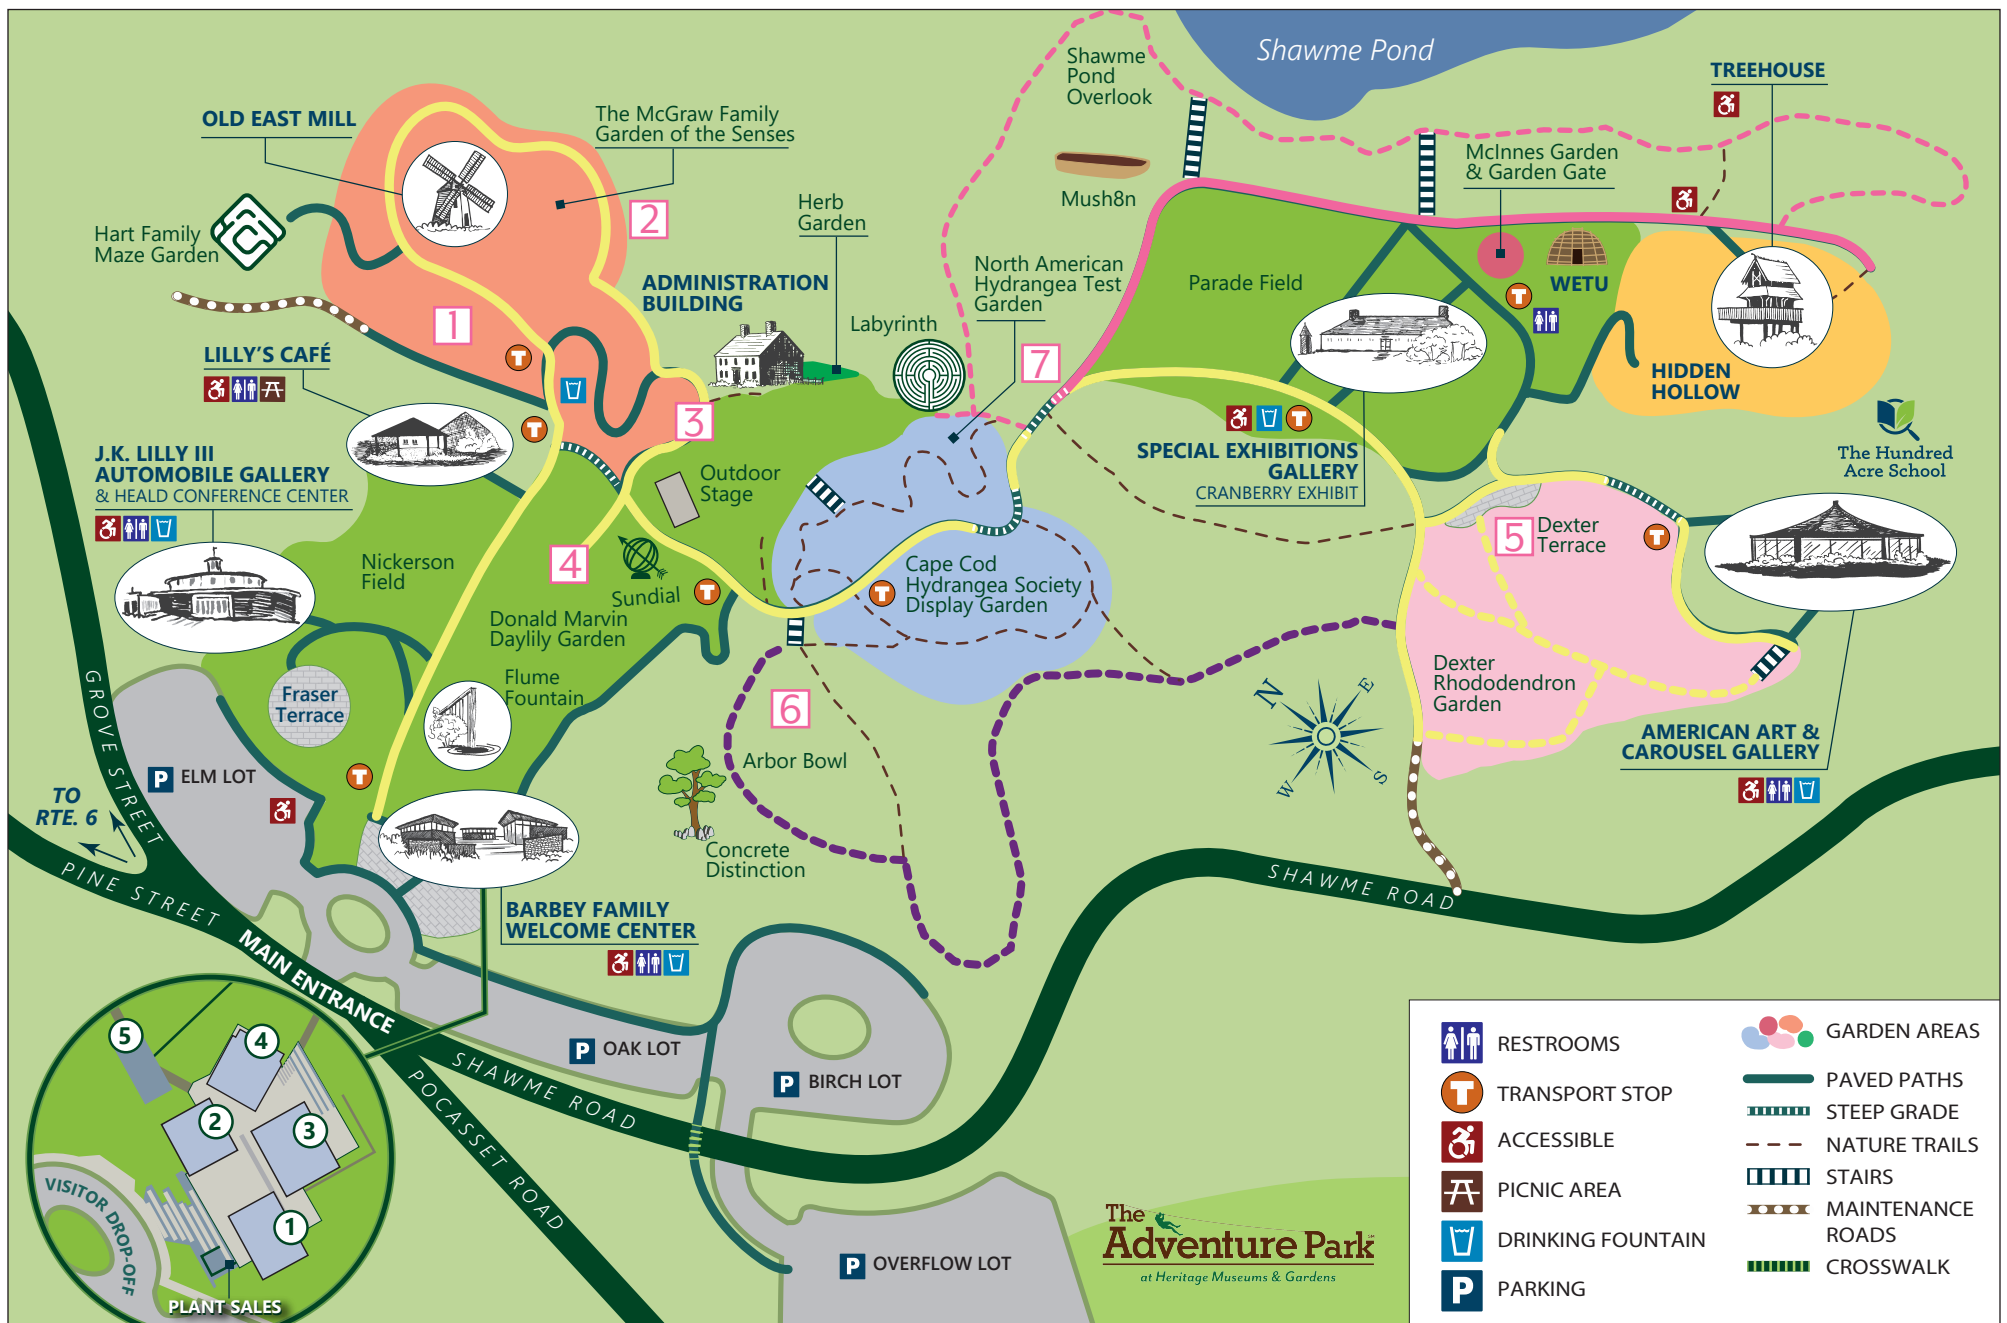 Shawme Pond
Shawme
Pond
Overlook
TREEHOUSE
OLD EAST MILL
The McGraw Family
Garden of the Senses
McInnes Garden
& Garden Gate
Mush8n
Herb
Garden
2
Hart Family
Maze Garden
ADMINISTRATION
BUILDING
North American
Hydrangea Test
Garden
Parade Field
WETU
T
1
Labyrinth
LILLY'S CAFÉ
T
7
HIDDEN
HOLLOW
3
T
T
SPECIAL EXHIBITIONS
GALLERY
CRANBERRY EXHIBIT
The Hundred
Acre School
J.K. LILLY III
AUTOMOBILE GALLERY
& HEALD CONFERENCE CENTER
Outdoor
Stage
5
Dexter
Terrace
T
Nickerson
Field
4
Sundial
T
T
Cape Cod
Hydrangea Society
Display Garden
Donald Marvin
Daylily Garden
Flume
Fountain
Fraser
Terrace
Dexter
Rhododendron
Garden
N
E
S
W
6
Arbor Bowl
AMERICAN ART &
CAROUSEL GALLERY
GROVE STREET
P ELM LOT
T
TO
RTE. 6
Concrete
Distinction
PINE STREET
SHAWME ROAD
BARBEY FAMILY
WELCOME CENTER
MAIN ENTRANCE
P OAK LOT
P BIRCH LOT
SHAWME ROAD
POCASSET ROAD
5
4
2
3
1
VISITOR DROP-OFF
PLANT SALES
P OVERFLOW LOT
The
Adventure Park
at Heritage Museums & Gardens
RESTROOMS
T TRANSPORT STOP
ACCESSIBLE
PICNIC AREA
DRINKING FOUNTAIN
P PARKING
GARDEN AREAS
PAVED PATHS
STEEP GRADE
NATURE TRAILS
STAIRS
MAINTENANCE
ROADS
CROSSWALK